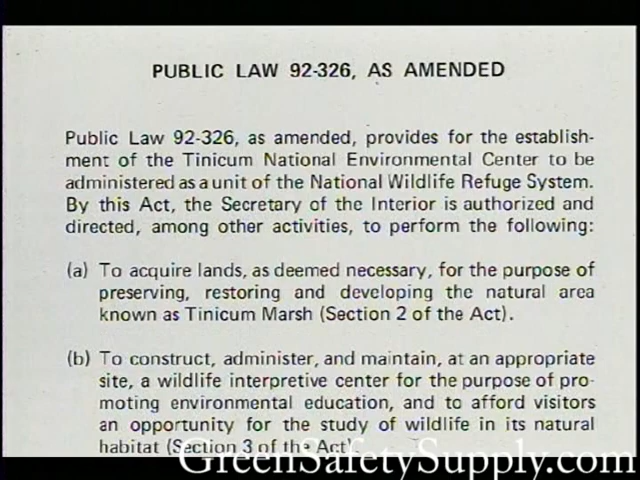 PUBLIC LAW 92-326, AS AMENDED
Public Law 92-326, as amended, provides for the establish-
ment of the Tinicum National Environmental Center to be
administered as a unit of the National Wildlife Refuge System.
By this Act, the Secretary of the Interior is authorized and
directed, among other activities, to perform the following:
(a) To acquire lands, as deemed necessary, for the purpose of
preserving, restoring and developing the natural area
known as Tinicum Marsh (Section 2 of the Act).
(b) To construct, administer, and maintain, at an appropriate
site, a wildlife interpretive center for the purpose of pro-
moting environmental education, and to afford visitors
an opportunity for the study of wildlife in its natural
habitat (Section 3 of the Act).
GreenSafetySupply.com